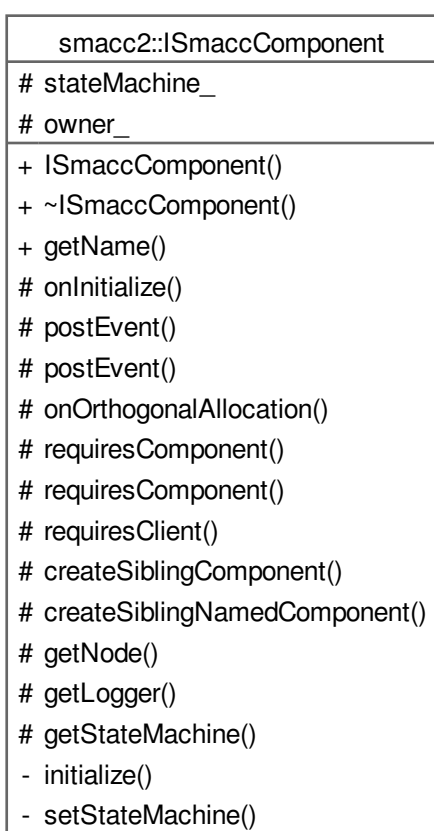 smacc2::ISmaccComponent
# stateMachine_
# owner_
+ ISmaccComponent()
+ ~ISmaccComponent()
+ getName()
# onInitialize()
# postEvent()
# postEvent()
# onOrthogonalAllocation()
# requiresComponent()
# requiresComponent()
# requiresClient()
# createSiblingComponent()
# createSiblingNamedComponent()
# getNode()
# getLogger()
# getStateMachine()
- initialize()
- setStateMachine()